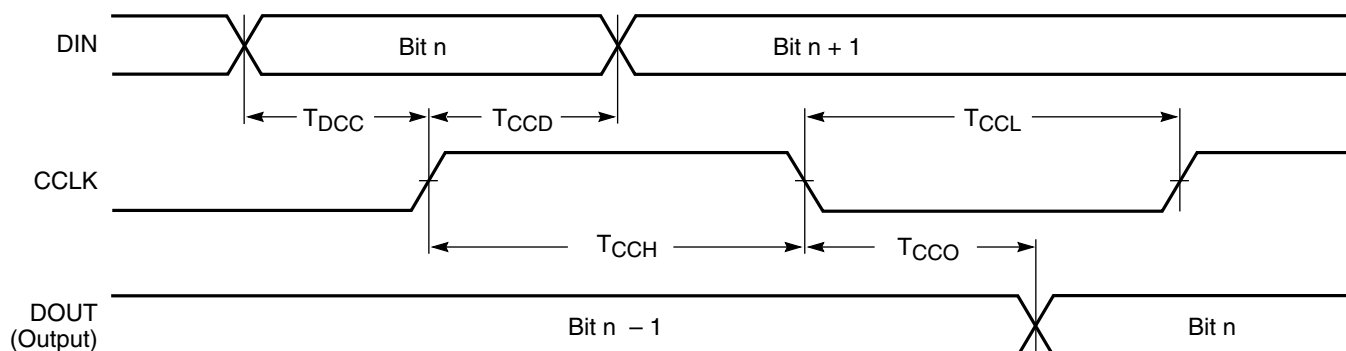 DIN
Bit n
Bit n + 1
TDCC
TCCD
TCCL
CCLK
TCCH
TCCO
DOUT
(Output)
Bit n – 1
Bit n